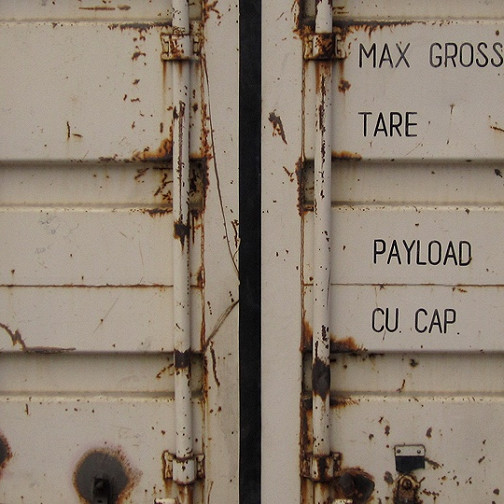 MAX GROSS
TARE
PAYLOAD
CU. CAP.